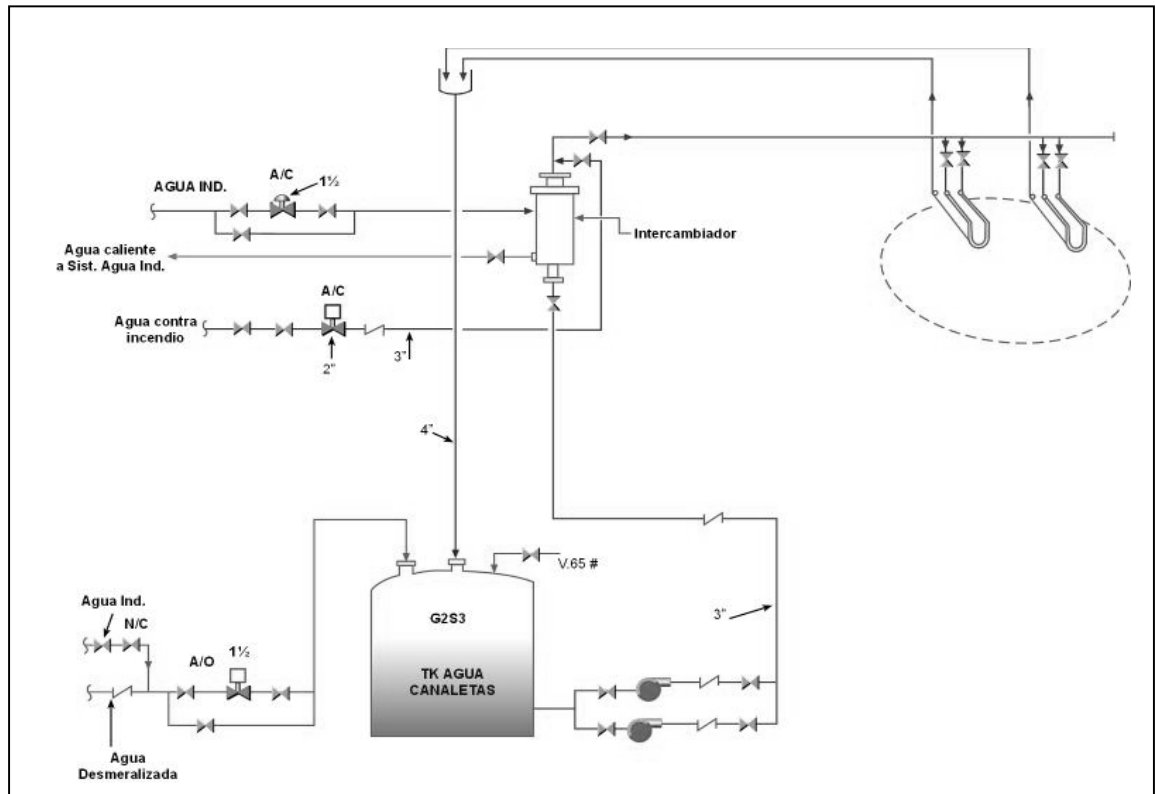 A/C
1½
AGUA IND.
Intercambiador
Agua caliente
a Sist. Agua Ind.
A/C
Agua contra
incendio
2"
3"
4"
V.65 #
Agua Ind.
N/C
A/O
1½
G2S3
TK AGUA
CANALETAS
3"
Agua
Desmeralizada